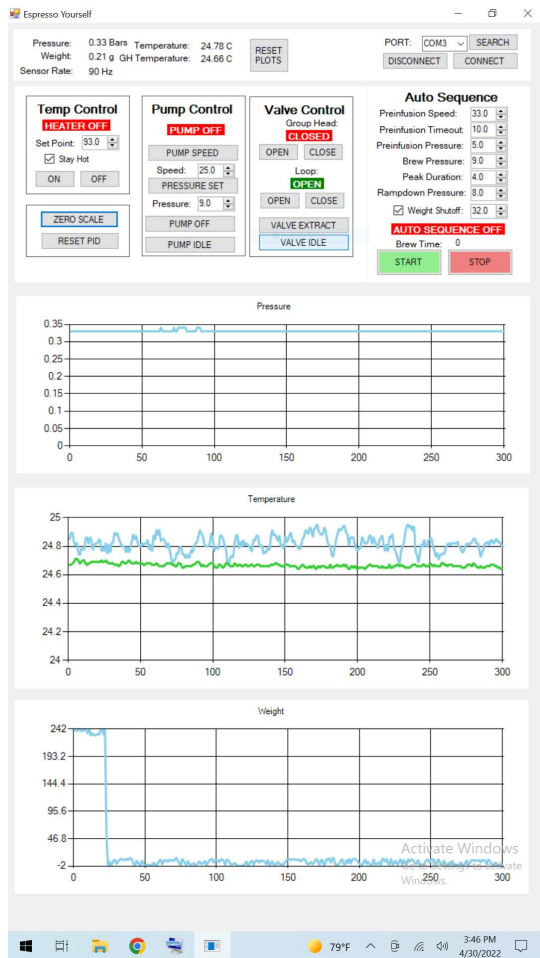 Espresso Yourself
Pressure: 0.33 Bars Temperature: 24.78 C
Weight: 0.21 g GH Temperature: 24.66 C
Sensor Rate: 90 Hz
RESET PLOTS
PORT: COM3 SEARCH
DISCONNECT CONNECT
Temp Control
HEATER OFF
Set Point: 93.0
Stay Hot
ON OFF
ZERO SCALE
RESET PID
Pump Control
PUMP OFF
PUMP SPEED
Speed: 25.0
PRESSURE SET
Pressure: 9.0
PUMP OFF
PUMP IDLE
Valve Control
Group Head:
CLOSED
OPEN CLOSE
Loop:
OPEN
OPEN CLOSE
VALVE EXTRACT
VALVE IDLE
Auto Sequence
Preinfusion Speed: 33.0
Preinfusion Timeout: 10.0
Preinfusion Pressure: 5.0
Brew Pressure: 9.0
Peak Duration: 4.0
Rampdown Pressure: 8.0
Weight Shutoff: 32.0
AUTO SEQUENCE OFF
Brew Time: 0
START STOP
Pressure
0.35
0.3
0.25
0.2
0.15
0.1
0.05
0
0 50 100 150 200 250 300
Temperature
25
24.8
24.6
24.4
24.2
24
0 50 100 150 200 250 300
Weight
242
193.2
144.4
95.6
46.8
-2
0 50 100 150 200 250 300
Activate Windows
Go to Settings to activate
Windows.
79°F
3:46 PM
4/30/2022